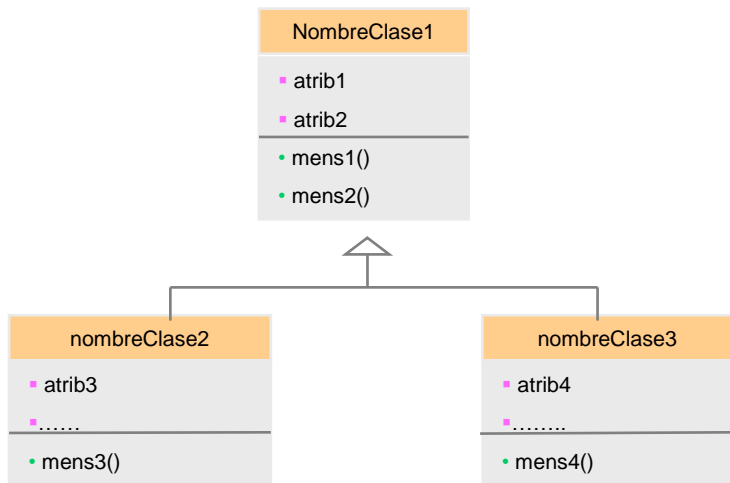 NombreClase1
atrib1
atrib2
mens1()
mens2()
nombreClase2
atrib3
......
mens3()
nombreClase3
atrib4
........
mens4()